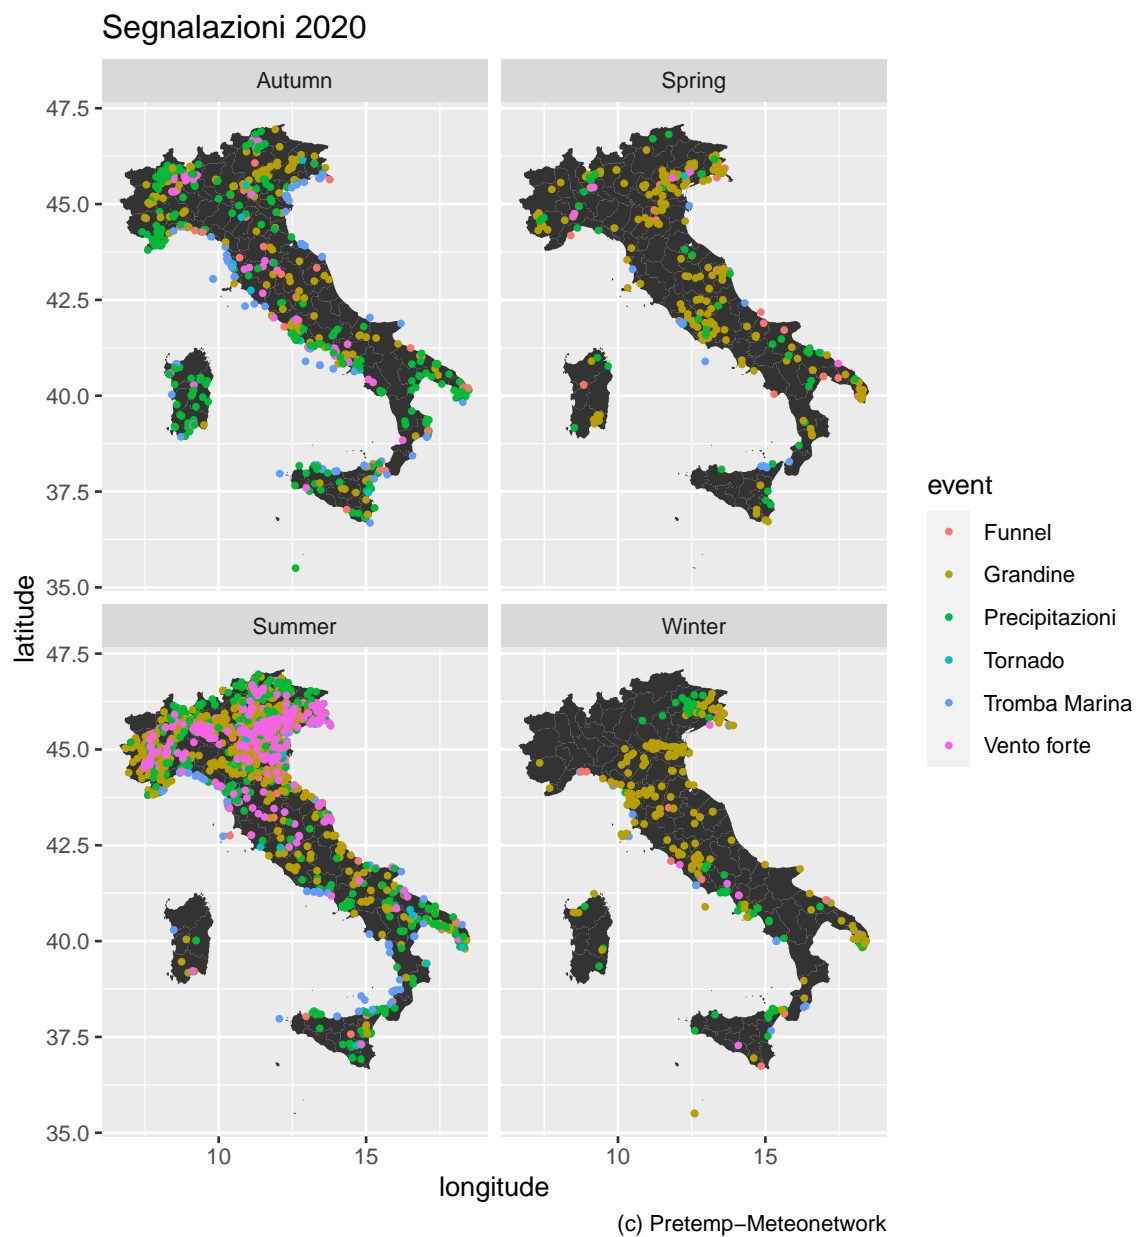 Segnalazioni 2020
Autumn
Spring
47.5
45.0
42.5
40.0
37.5
35.0
Summer
Winter
47.5
45.0
42.5
40.0
37.5
35.0
10
15
10
15
latitude
longitude
event
Funnel
Grandine
Precipitazioni
Tornado
Tromba Marina
Vento forte
(c) Pretemp−Meteonetwork